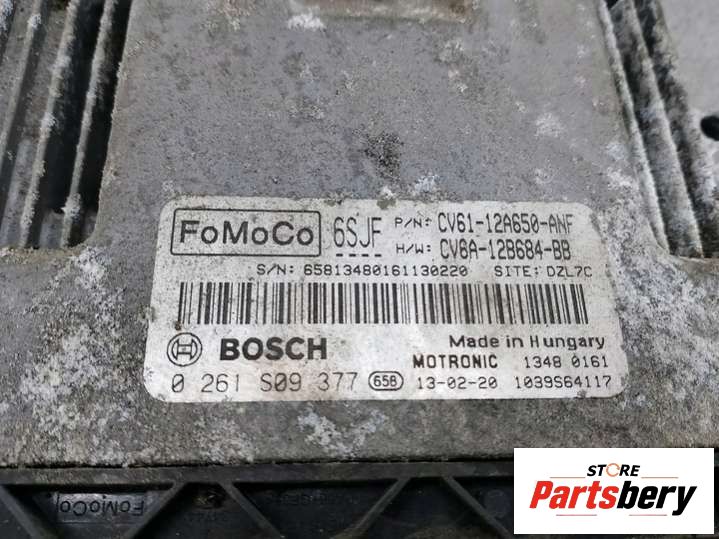 FoMoCo 6SJF P/N: CV61-12A650-ANF
H/W: CV6A-12B684-BB
S/N: 65813480161130220 SITE: DZL7C
BOSCH Made in Hungary
MOTRONIC 1348 0161
0 261 S09 377 658 13-02-20 1039S64117
FoMoCo
STORE
Partsbery